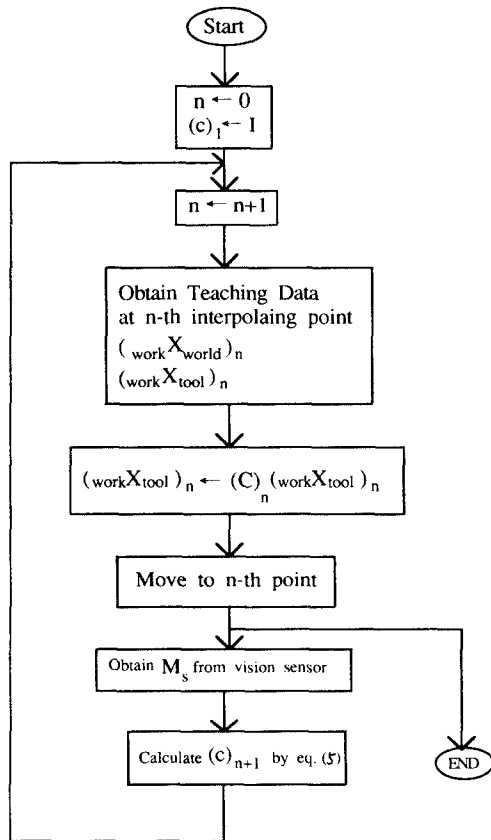 Start
n ← 0
(c)₁ ← I
n ← n+1
Obtain Teaching Data
at n-th interpolaing point
(workXworld)n
(workXtool)n
(workXtool)n ← (C)n(workXtool)n
Move to n-th point
Obtain Ms from vision sensor
Calculate (c)n+1 by eq. (5)
END